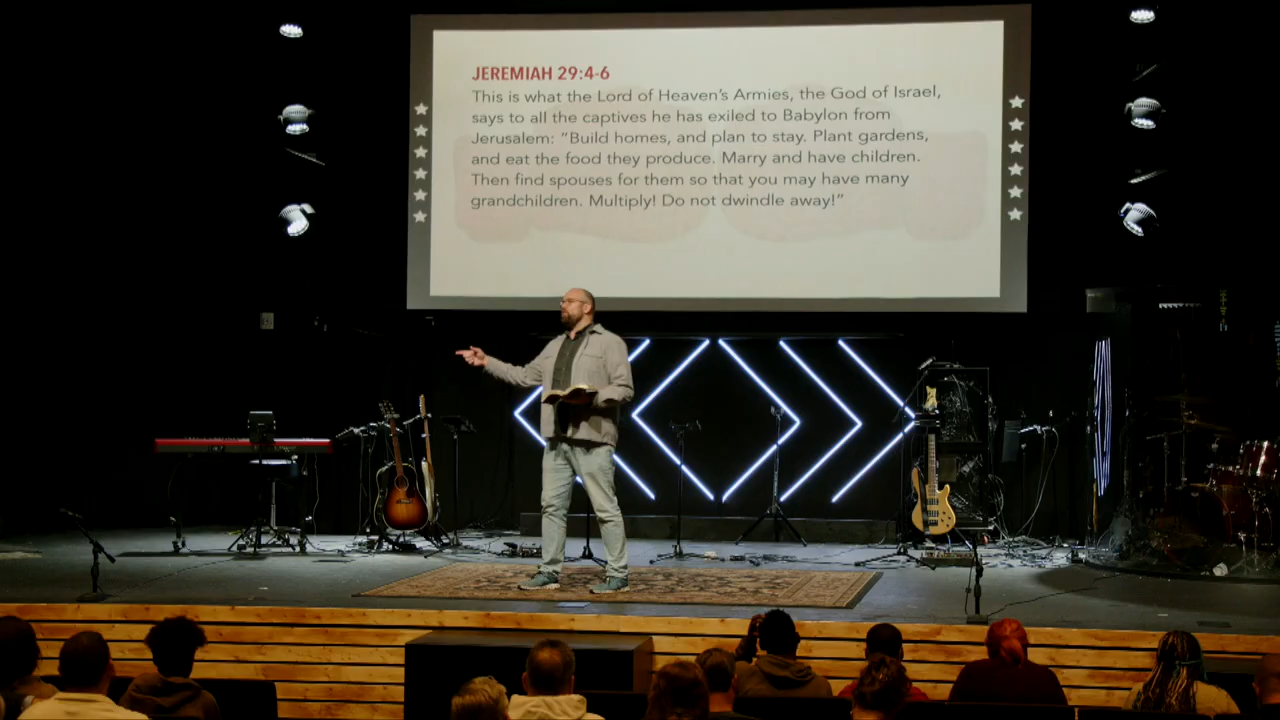 JEREMIAH 29:4-6
This is what the Lord of Heaven's Armies, the God of Israel,
says to all the captives he has exiled to Babylon from
Jerusalem: "Build homes, and plan to stay. Plant gardens,
and eat the food they produce. Marry and have children.
Then find spouses for them so that you may have many
grandchildren. Multiply! Do not dwindle away!"